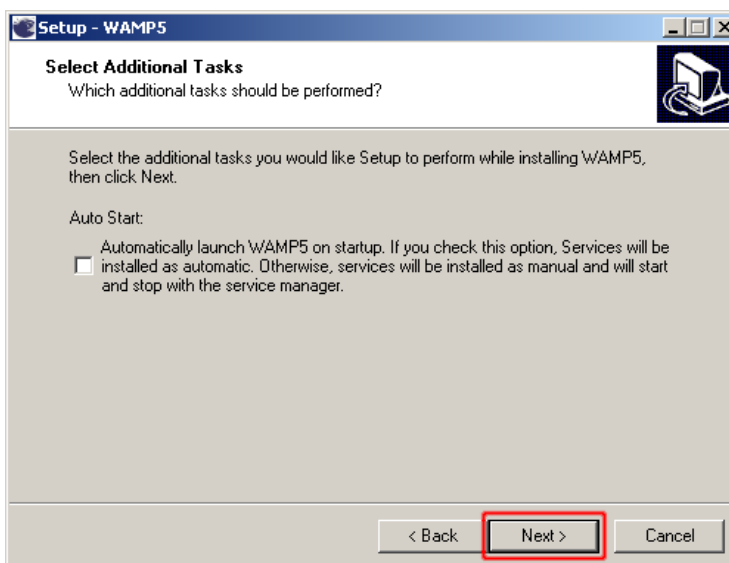 Setup - WAMP5
Select Additional Tasks
Which additional tasks should be performed?
Select the additional tasks you would like Setup to perform while installing WAMP5,
then click Next.
Auto Start:
Automatically launch WAMP5 on startup. If you check this option, Services will be
installed as automatic. Otherwise, services will be installed as manual and will start
and stop with the service manager.
< Back
Next >
Cancel